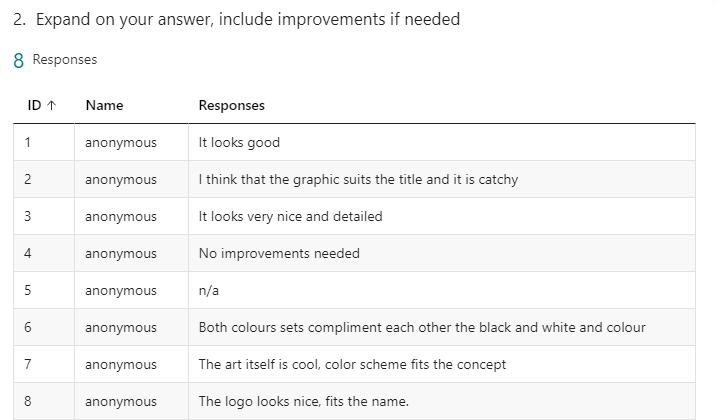 2. Expand on your answer, include improvements if needed
8 Responses
ID ↑ Name Responses
1 anonymous It looks good
2 anonymous I think that the graphic suits the title and it is catchy
3 anonymous It looks very nice and detailed
4 anonymous No improvements needed
5 anonymous n/a
6 anonymous Both colours sets compliment each other the black and white and colour
7 anonymous The art itself is cool, color scheme fits the concept
8 anonymous The logo looks nice, fits the name.